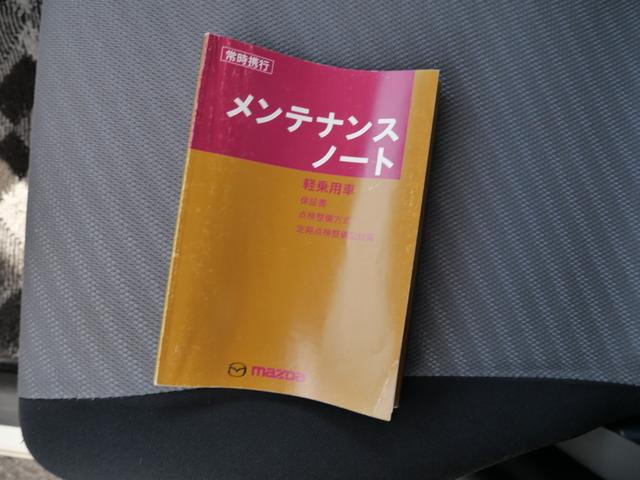 常時携行
メンテナンス
ノート
軽乗用車
保証書
点検整備方式
定期点検整備記録簿
mazda